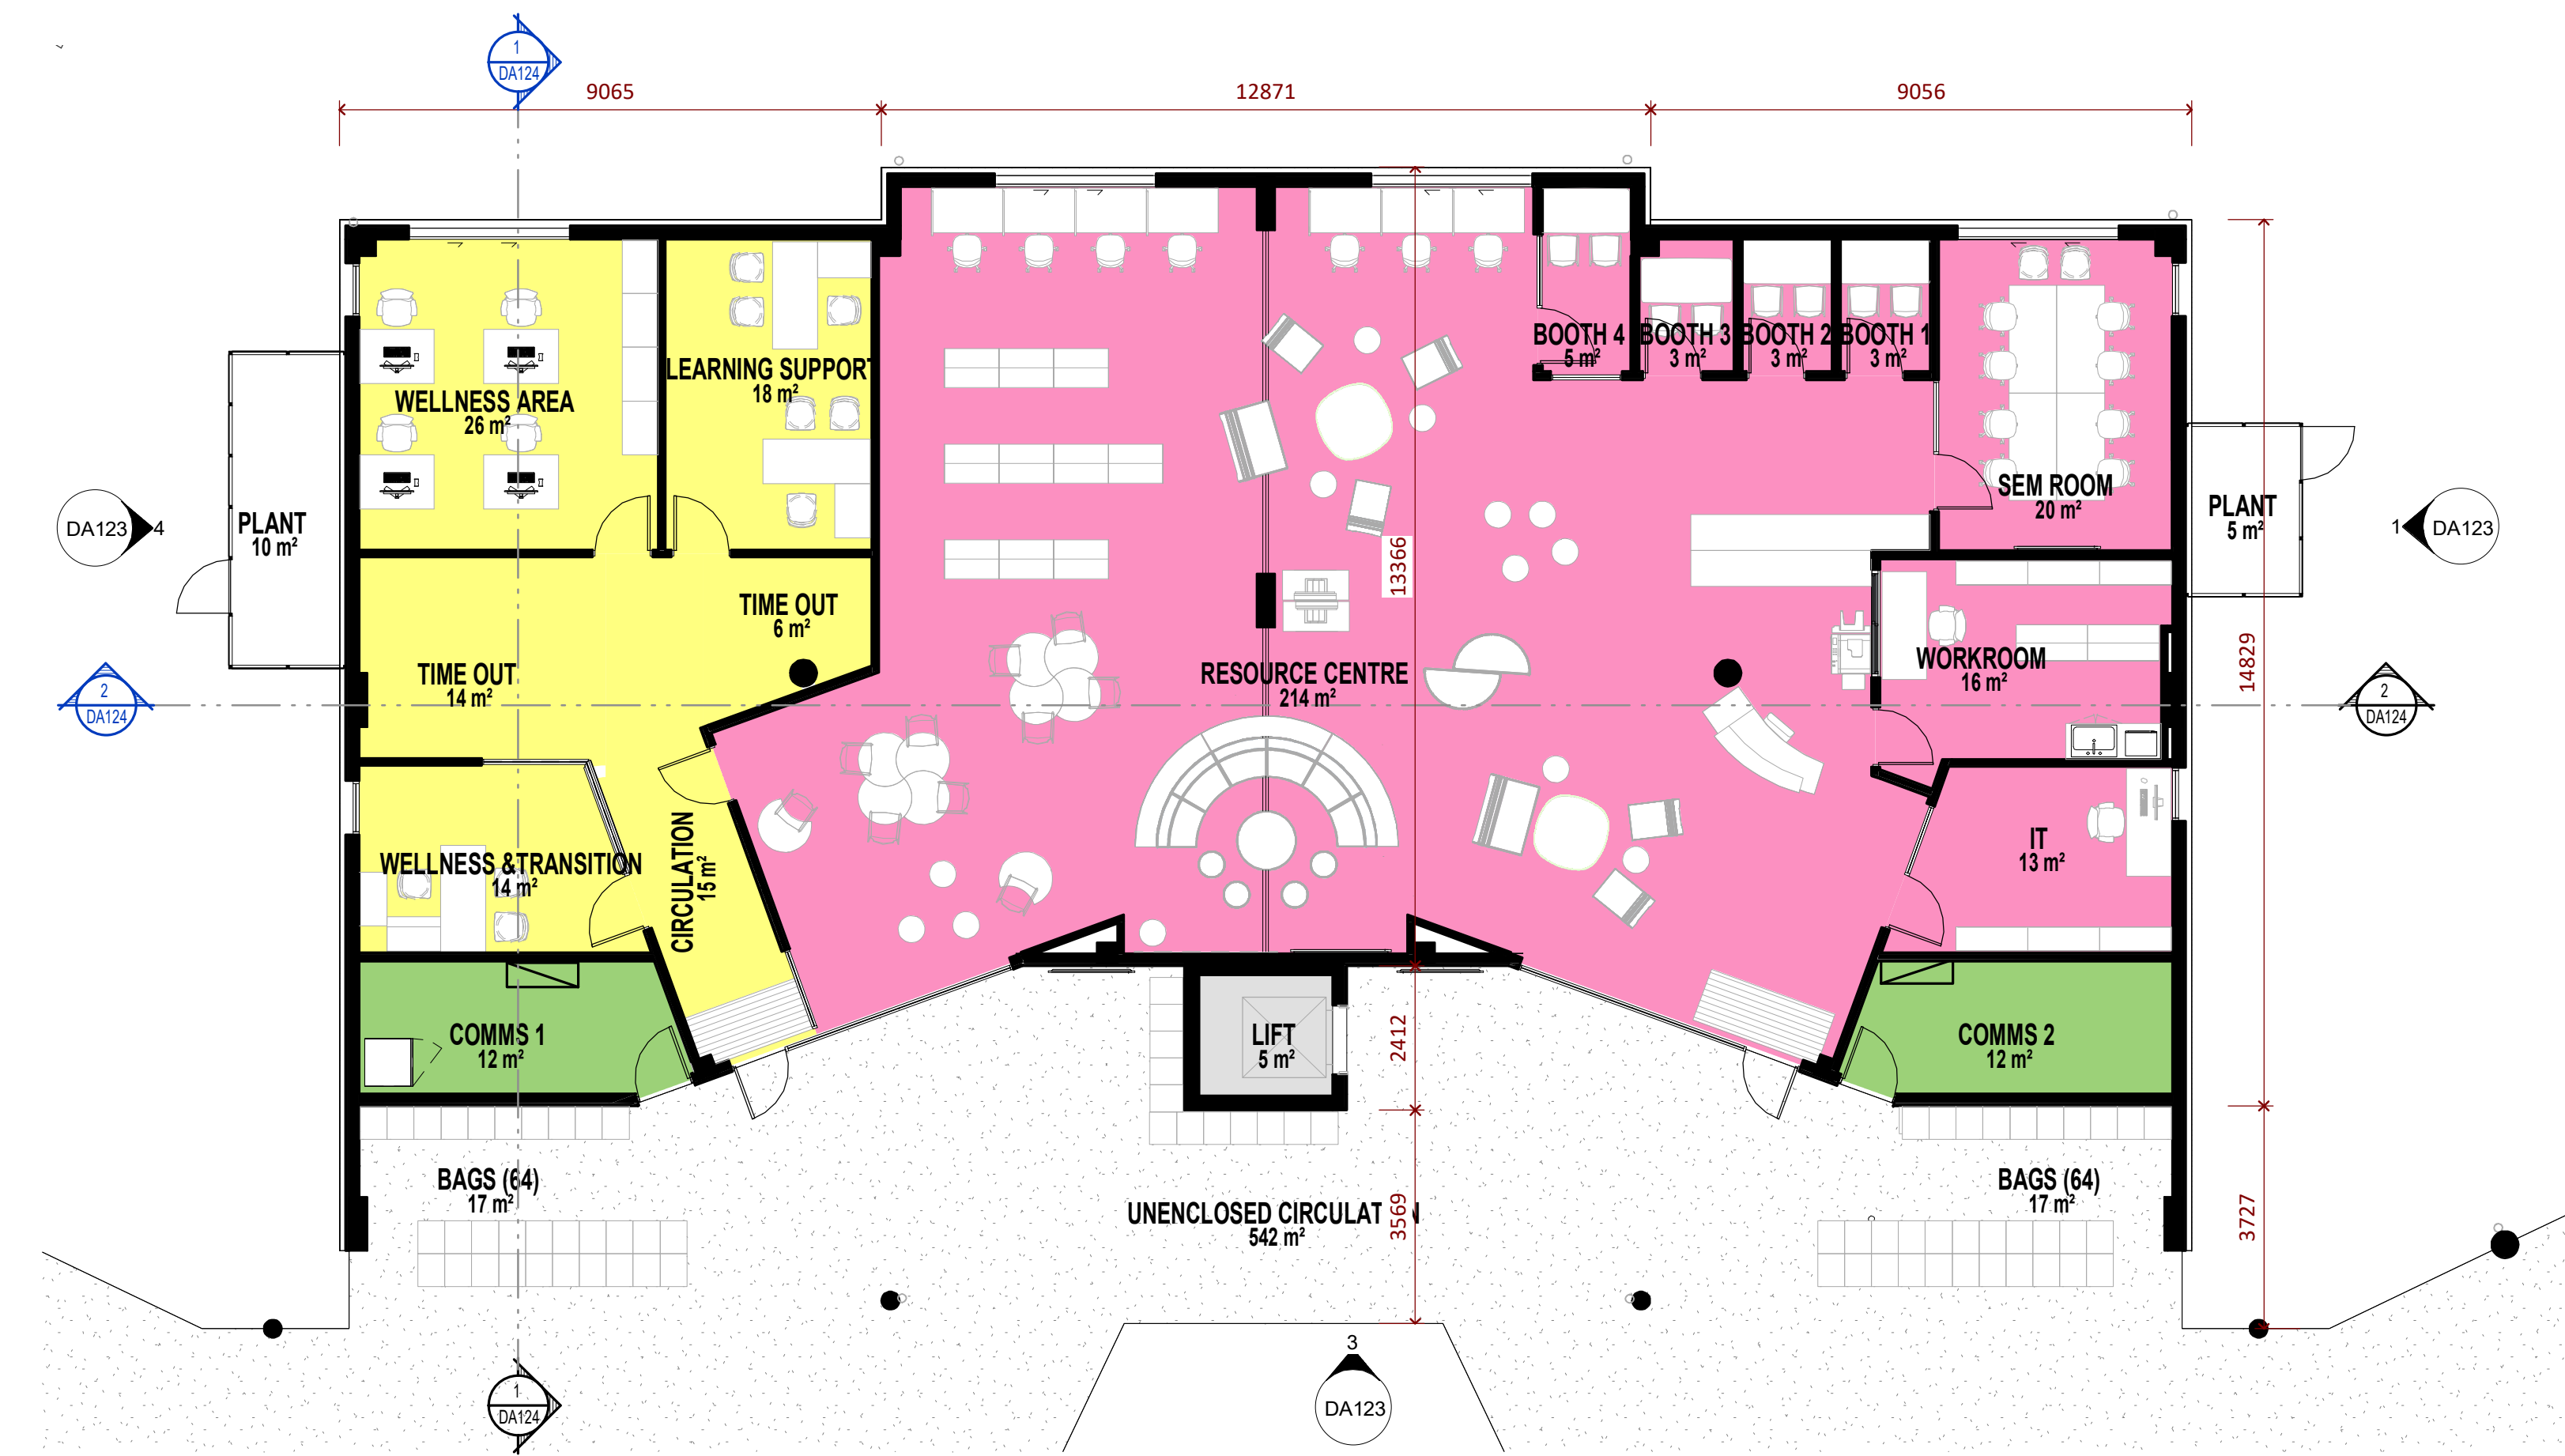 1
DA124
9065
12871
9056
BOOTH 4
5 m²
BOOTH 3
3 m²
BOOTH 2
3 m²
BOOTH 1
3 m²
LEARNING SUPPORT
18 m²
WELLNESS AREA
26 m²
SEM ROOM
20 m²
PLANT
10 m²
DA123
4
PLANT
5 m²
1
DA123
13366
TIME OUT
6 m²
TIME OUT
14 m²
RESOURCE CENTRE
214 m²
WORKROOM
16 m²
14829
2
DA124
2
DA124
WELLNESS &TRANSITION
14 m²
CIRCULATION
15 m²
IT
13 m²
COMMS 1
12 m²
LIFT
5 m²
2412
COMMS 2
12 m²
BAGS (64)
17 m²
UNENCLOSED CIRCULAT N
542 m²
3569
BAGS (64)
17 m²
3727
3
DA123
1
DA124